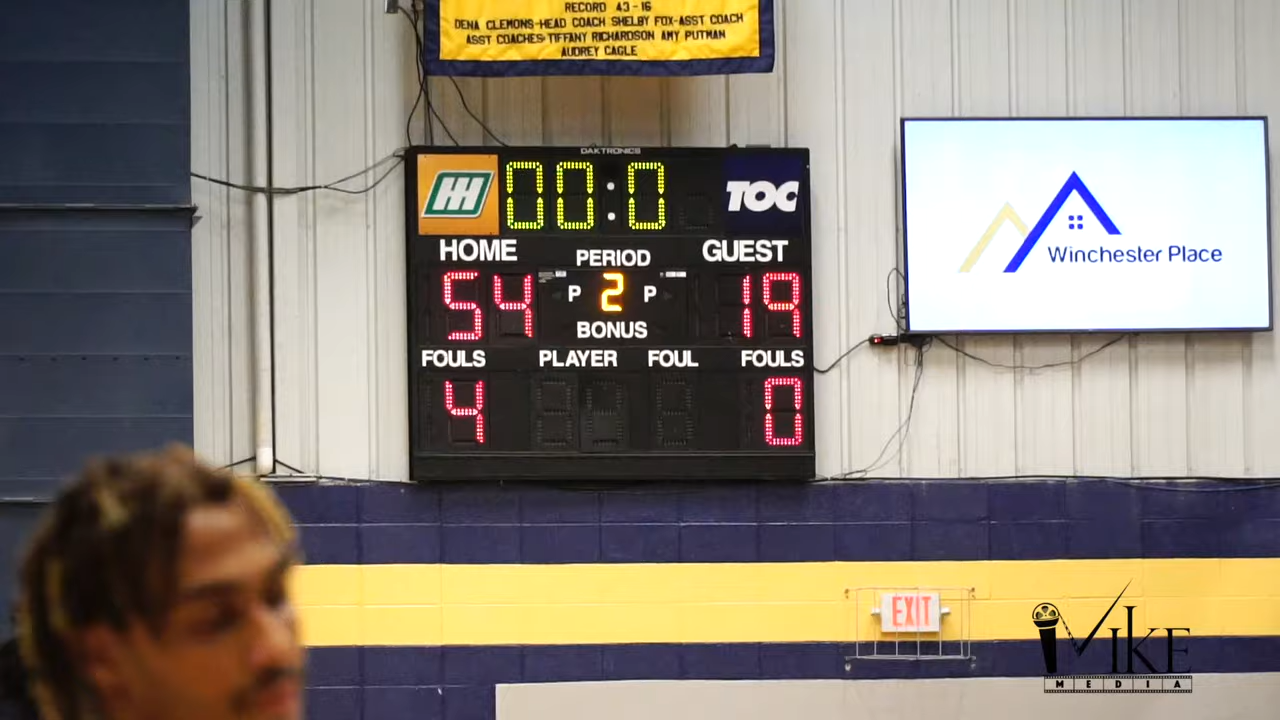 RECORD 43-16
DENA CLEMONS-HEAD COACH SHELBY FOX-ASST COACH
ASST COACHES-TIFFANY RICHARDSON AMY PUTMAN
AUDREY CAGLE
DAKTRONICS
H 00:0 TOC
HOME PERIOD GUEST
54 P 2 P 19
BONUS
FOULS PLAYER FOUL FOULS
4 0
Winchester Place
EXIT
MIKE
MEDIA